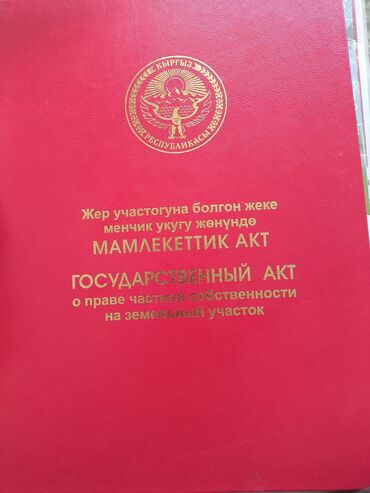 КЫРГЫЗ
РЕСПУБЛИКАСЫ
Жер участогуна болгон жеке
менчик укугу жөнүндө
МАМЛЕКЕТТИК АКТ
ГОСУДАРСТВЕННЫЙ АКТ
о праве частной собственности
на земельный участок